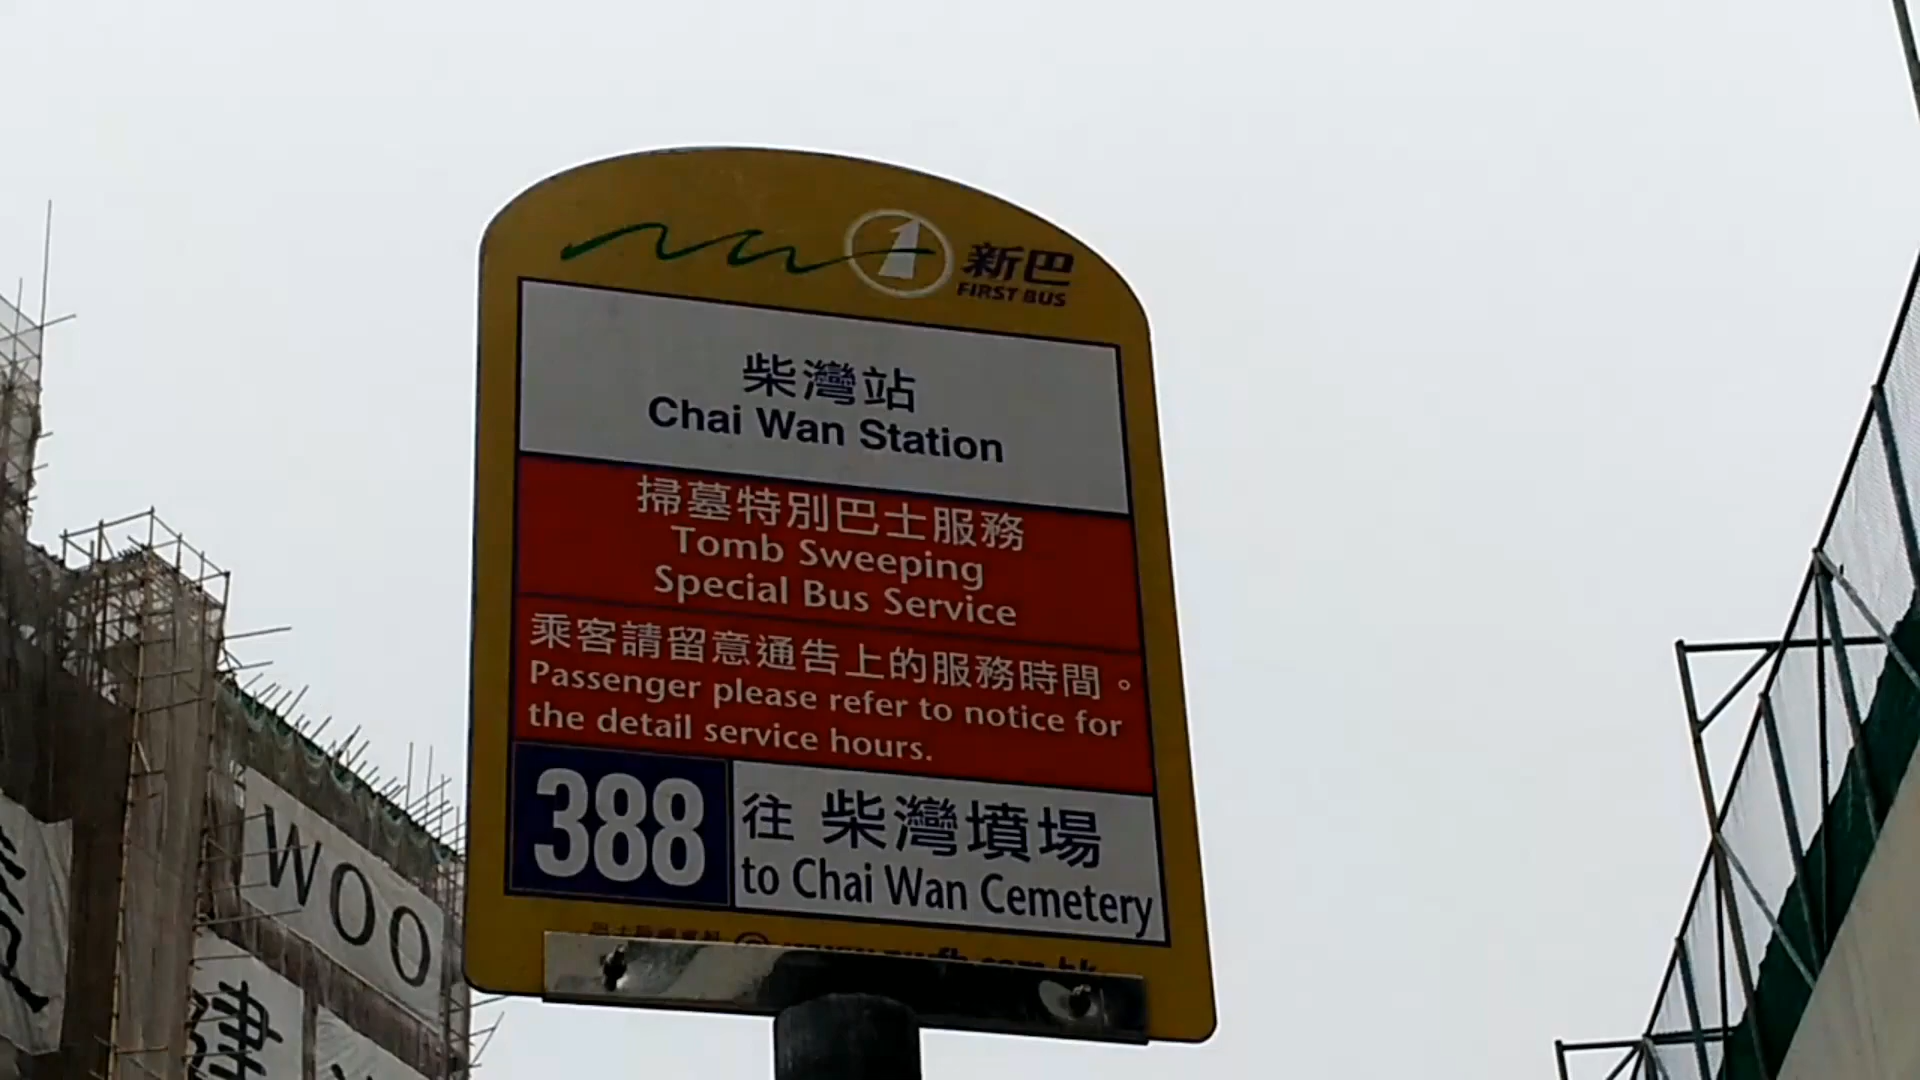 1
新巴
FIRST BUS
柴灣站
Chai Wan Station
掃墓特別巴士服務
Tomb Sweeping
Special Bus Service
乘客請留意通告上的服務時間。
Passenger please refer to notice for
the detail service hours.
388
往 柴灣墳場
to Chai Wan Cemetery
WOO
建